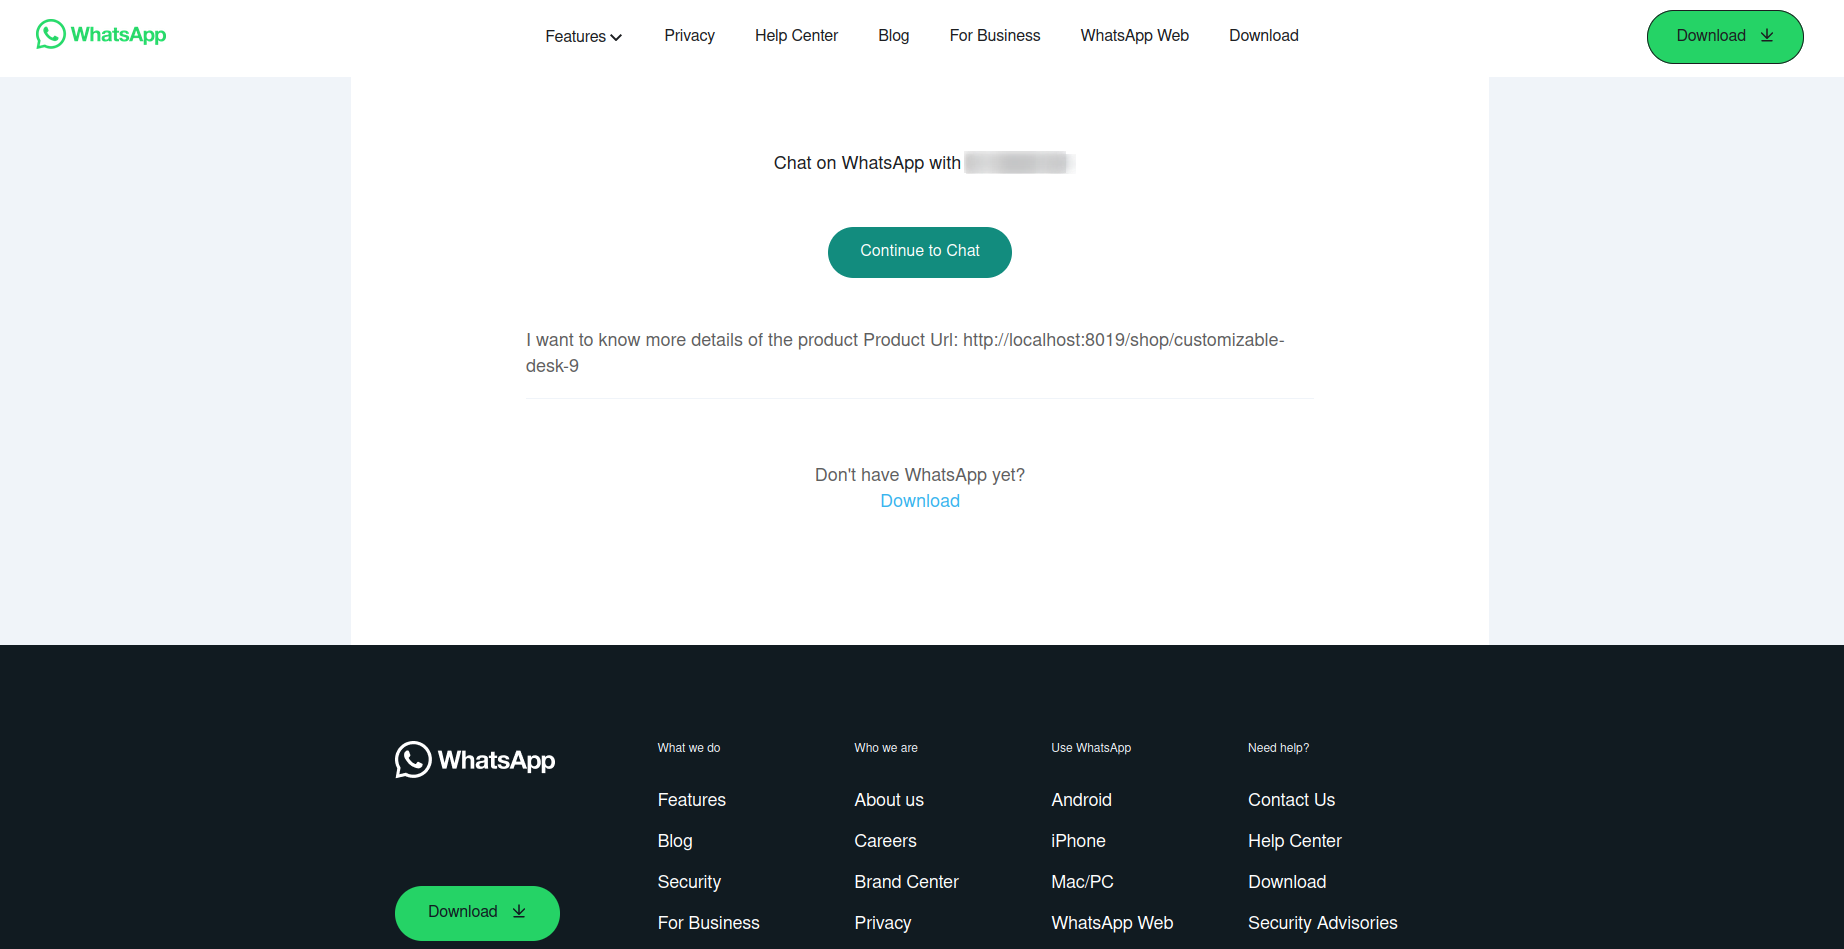 WhatsApp
Features
Privacy
Help Center
Blog
For Business
WhatsApp Web
Download
Download
Chat on WhatsApp with
Continue to Chat
I want to know more details of the product Product Url: http://localhost:8019/shop/customizable-
desk-9
Don't have WhatsApp yet?
Download
WhatsApp
Download
What we do
Features
Blog
Security
For Business
Who we are
About us
Careers
Brand Center
Privacy
Use WhatsApp
Android
iPhone
Mac/PC
WhatsApp Web
Need help?
Contact Us
Help Center
Download
Security Advisories